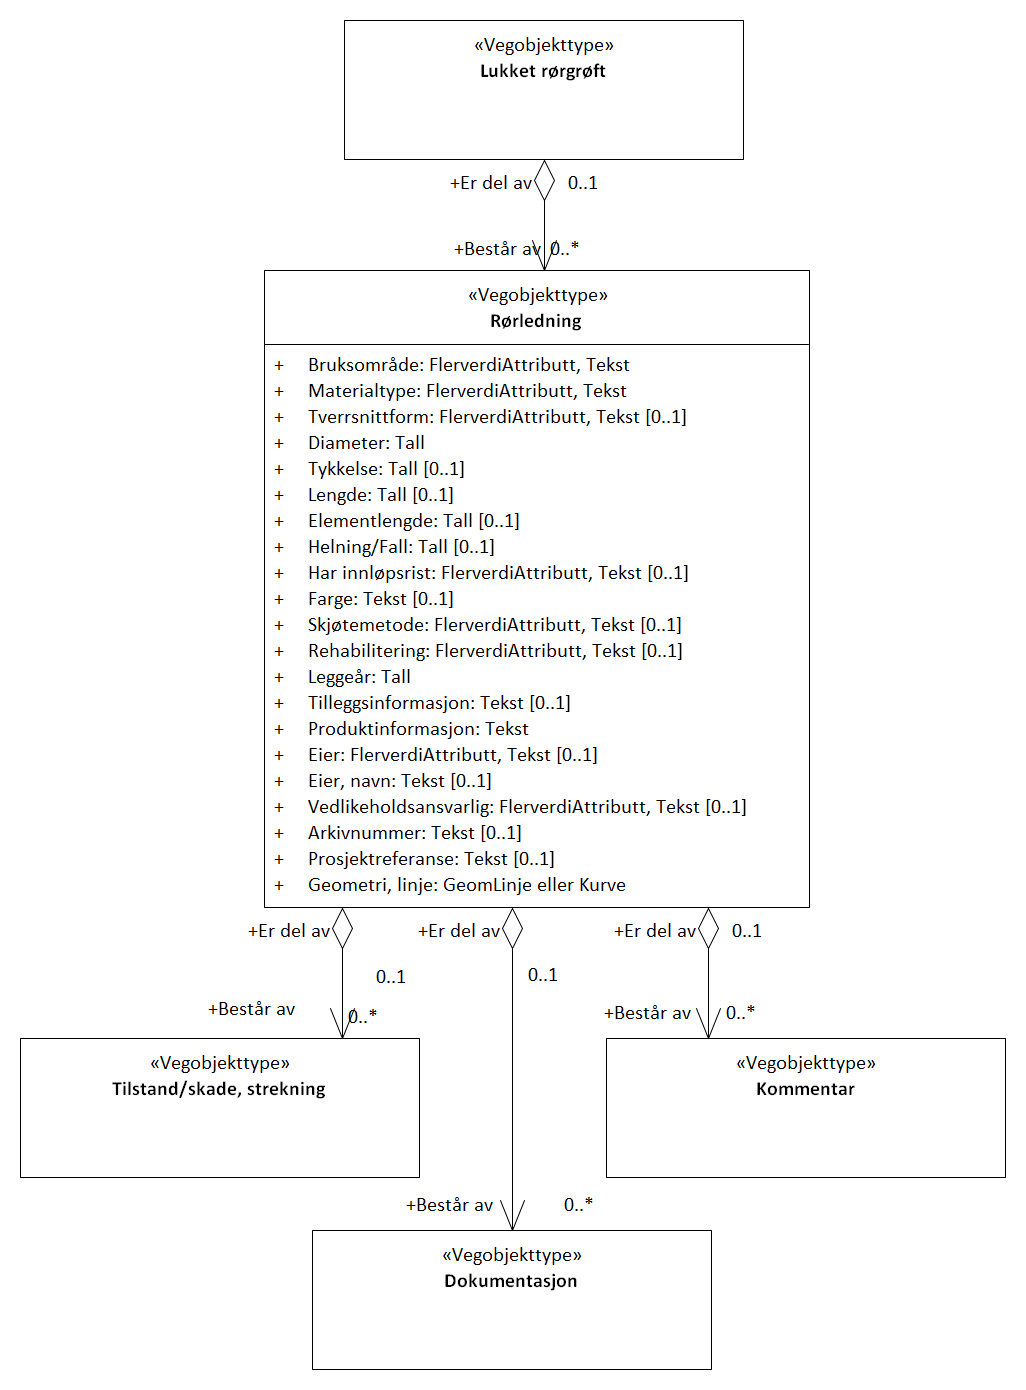 «Vegobjekttype»
Lukket rørgrøft
+Er del av 0..1
+Består av 0..*
«Vegobjekttype»
Rørledning
+ Bruksområde: FlerverdiAttributt, Tekst
+ Materialtype: FlerverdiAttributt, Tekst
+ Tverrsnittform: FlerverdiAttributt, Tekst [0..1]
+ Diameter: Tall
+ Tykkelse: Tall [0..1]
+ Lengde: Tall [0..1]
+ Elementlengde: Tall [0..1]
+ Helning/Fall: Tall [0..1]
+ Har innløpsrist: FlerverdiAttributt, Tekst [0..1]
+ Farge: Tekst [0..1]
+ Skjøtemetode: FlerverdiAttributt, Tekst [0..1]
+ Rehabilitering: FlerverdiAttributt, Tekst [0..1]
+ Leggeår: Tall
+ Tilleggsinformasjon: Tekst [0..1]
+ Produktinformasjon: Tekst
+ Eier: FlerverdiAttributt, Tekst [0..1]
+ Eier, navn: Tekst [0..1]
+ Vedlikeholdsansvarlig: FlerverdiAttributt, Tekst [0..1]
+ Arkivnummer: Tekst [0..1]
+ Prosjektreferanse: Tekst [0..1]
+ Geometri, linje: GeomLinje eller Kurve
+Er del av +Er del av +Er del av 0..1
0..1 0..1
+Består av 0..* +Består av 0..*
«Vegobjekttype»
Tilstand/skade, strekning
«Vegobjekttype»
Kommentar
+Består av 0..*
«Vegobjekttype»
Dokumentasjon